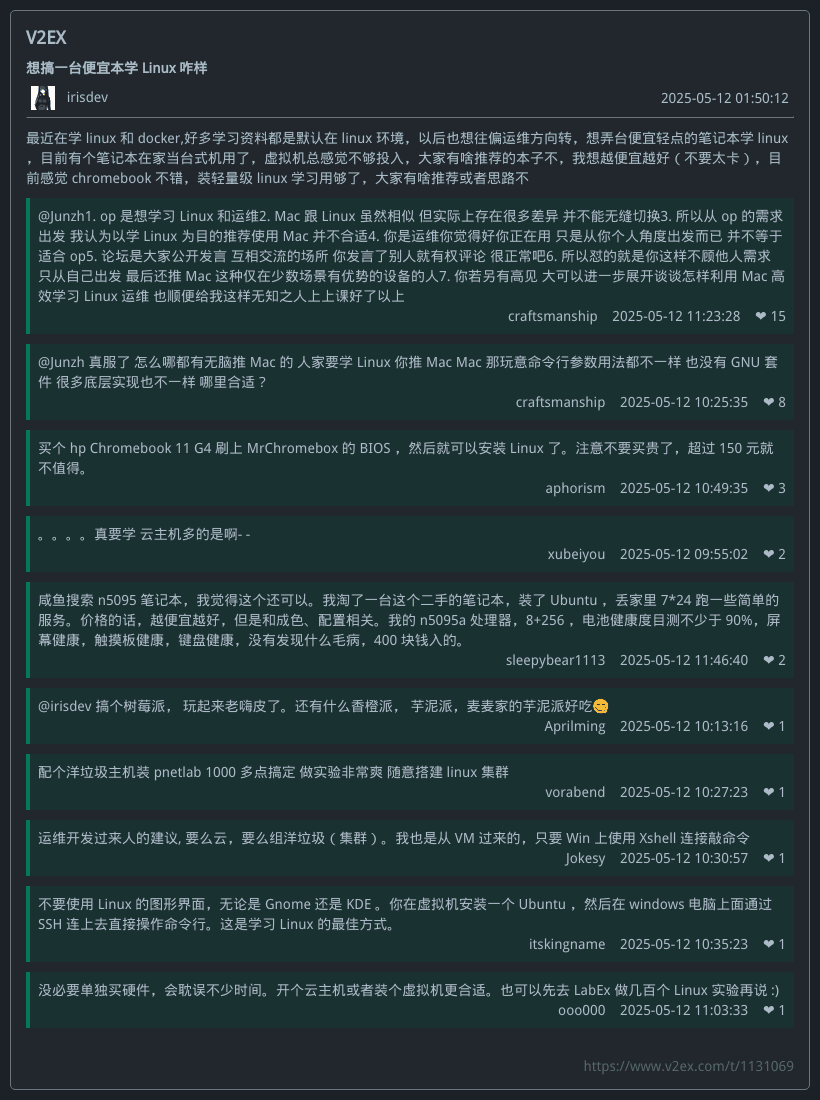 V2EX
想搞一台便宜本学 Linux 咋样
irisdev 2025-05-12 01:50:12
最近在学 linux 和 docker,好多学习资料都是默认在 linux 环境，以后也想往偏运维方向转，想弄台便宜轻点的笔记本学 linux
，目前有个笔记本在家当台式机用了，虚拟机总感觉不够投入，大家有啥推荐的本子不，我想越便宜越好（不要太卡），目
前感觉 chromebook 不错，装轻量级 linux 学习用够了，大家有啥推荐或者思路不
@Junzh1. op 是想学习 Linux 和运维2. Mac 跟 Linux 虽然相似 但实际上存在很多差异 并不能无缝切换3. 所以从 op 的需求
出发 我认为以学 Linux 为目的推荐使用 Mac 并不合适4. 你是运维你觉得好你正在用 只是从你个人角度出发而已 并不等于
适合 op5. 论坛是大家公开发言 互相交流的场所 你发言了别人就有权评论 很正常吧6. 所以怼的就是你这样不顾他人需求
只从自己出发 最后还推 Mac 这种仅在少数场景有优势的设备的人7. 你若另有高见 大可以进一步展开谈谈怎样利用 Mac 高
效学习 Linux 运维 也顺便给我这样无知之人上上课好了以上
craftsmanship 2025-05-12 11:23:28 ❤ 15
@Junzh 真服了 怎么哪都有无脑推 Mac 的 人家要学 Linux 你推 Mac Mac 那玩意命令行参数用法都不一样 也没有 GNU 套
件 很多底层实现也不一样 哪里合适？
craftsmanship 2025-05-12 10:25:35 ❤ 8
买个 hp Chromebook 11 G4 刷上 MrChromebox 的 BIOS ，然后就可以安装 Linux 了。注意不要买贵了，超过 150 元就
不值得。
aphorism 2025-05-12 10:49:35 ❤ 3
。。。。真要学 云主机多的是啊- -
xubeiyou 2025-05-12 09:55:02 ❤ 2
咸鱼搜索 n5095 笔记本，我觉得这个还可以。我淘了一台这个二手的笔记本，装了 Ubuntu ，丢家里 7*24 跑一些简单的
服务。价格的话，越便宜越好，但是和成色、配置相关。我的 n5095a 处理器，8+256 ，电池健康度目测不少于 90%，屏
幕健康，触摸板健康，键盘健康，没有发现什么毛病，400 块钱入的。
sleepybear1113 2025-05-12 11:46:40 ❤ 2
@irisdev 搞个树莓派， 玩起来老嗨皮了。还有什么香橙派， 芋泥派，麦麦家的芋泥派好吃😋
Aprilming 2025-05-12 10:13:16 ❤ 1
配个洋垃圾主机装 pnetlab 1000 多点搞定 做实验非常爽 随意搭建 linux 集群
vorabend 2025-05-12 10:27:23 ❤ 1
运维开发过来人的建议, 要么云，要么组洋垃圾（集群）。我也是从 VM 过来的，只要 Win 上使用 Xshell 连接敲命令
Jokesy 2025-05-12 10:30:57 ❤ 1
不要使用 Linux 的图形界面，无论是 Gnome 还是 KDE 。你在虚拟机安装一个 Ubuntu ，然后在 windows 电脑上面通过
SSH 连上去直接操作命令行。这是学习 Linux 的最佳方式。
itskingname 2025-05-12 10:35:23 ❤ 1
没必要单独买硬件，会耽误不少时间。开个云主机或者装个虚拟机更合适。也可以先去 LabEx 做几百个 Linux 实验再说 :)
ooo000 2025-05-12 11:03:33 ❤ 1
https://www.v2ex.com/t/1131069